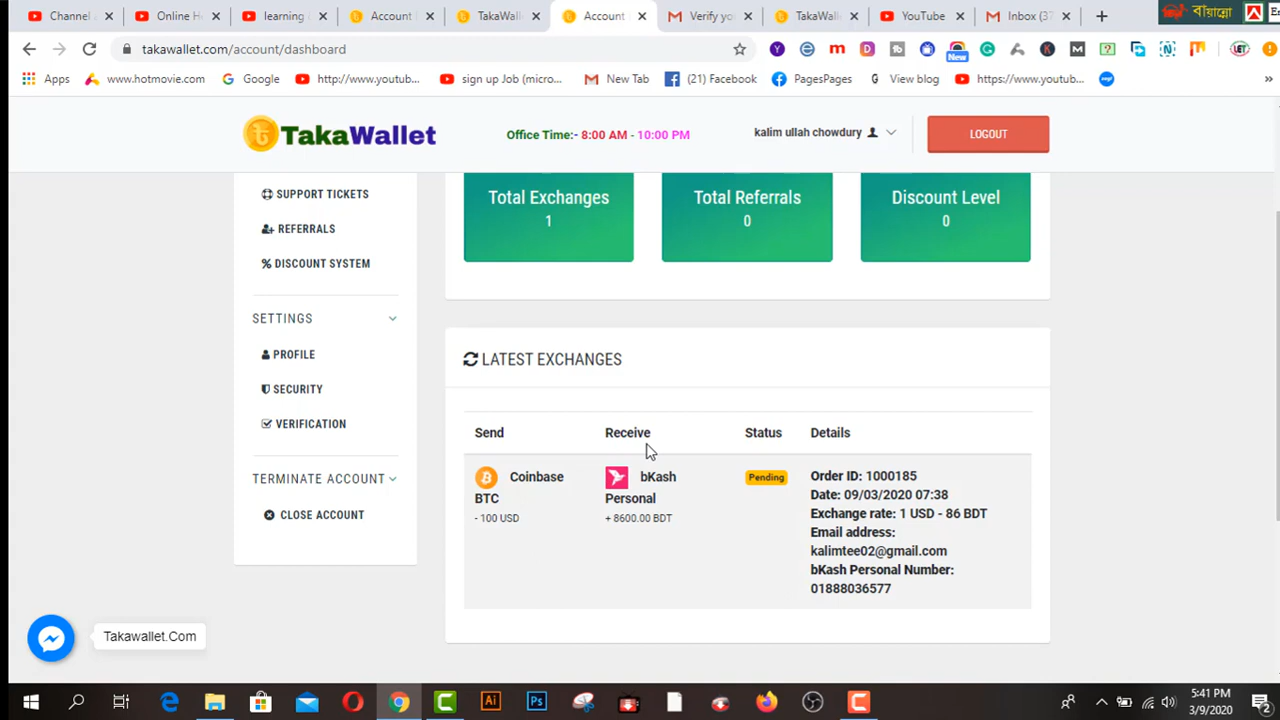 Channel
Online H
learning
Account
TakaWall
Account
Verify yo
TakaWall
YouTubs
Inbox (37
বাঁয়ান্নো
takawallet.com/account/dashboard
New
Apps
www.hotmovie.com
Google
http://www.youtub...
sign up Job (micro...
New Tab
(21) Facebook
PagesPages
View blog
https://www.youtub...
TakaWallet
Office Time:- 8:00 AM - 10:00 PM
kalim ullah chowdury
LOGOUT
SUPPORT TICKETS
REFERRALS
DISCOUNT SYSTEM
SETTINGS
PROFILE
SECURITY
VERIFICATION
TERMINATE ACCOUNT
CLOSE ACCOUNT
Total Exchanges
1
Total Referrals
0
Discount Level
0
LATEST EXCHANGES
Send Receive Status Details
Coinbase
BTC
- 100 USD
bKash
Personal
+ 8600.00 BDT
Pending
Order ID: 1000185
Date: 09/03/2020 07:38
Exchange rate: 1 USD - 86 BDT
Email address:
kalimtee02@gmail.com
bKash Personal Number:
01888036577
Takawallet.Com
5:41 PM
3/9/2020